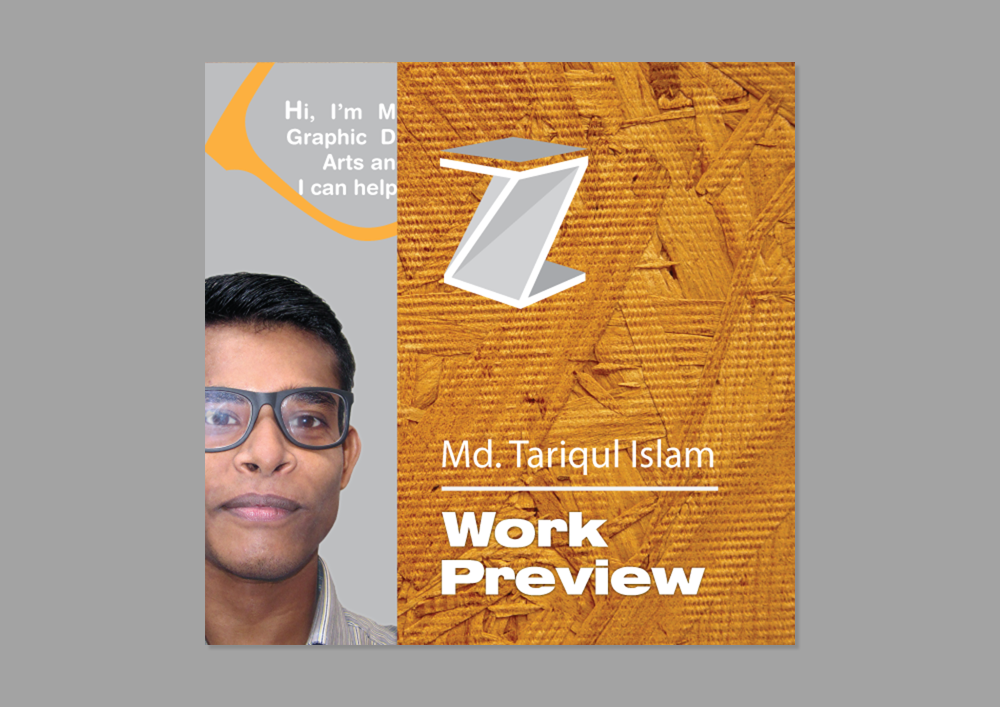 Hi, I'm M
Graphic D
Arts an
I can help
Md. Tariqul Islam
Work
Preview